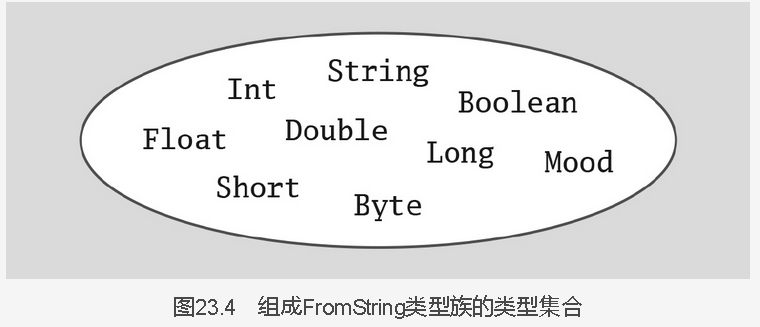 String
Int
Boolean
Double
Float
Long
Mood
Short
Byte
图23.4 组成FromString类型族的类型集合